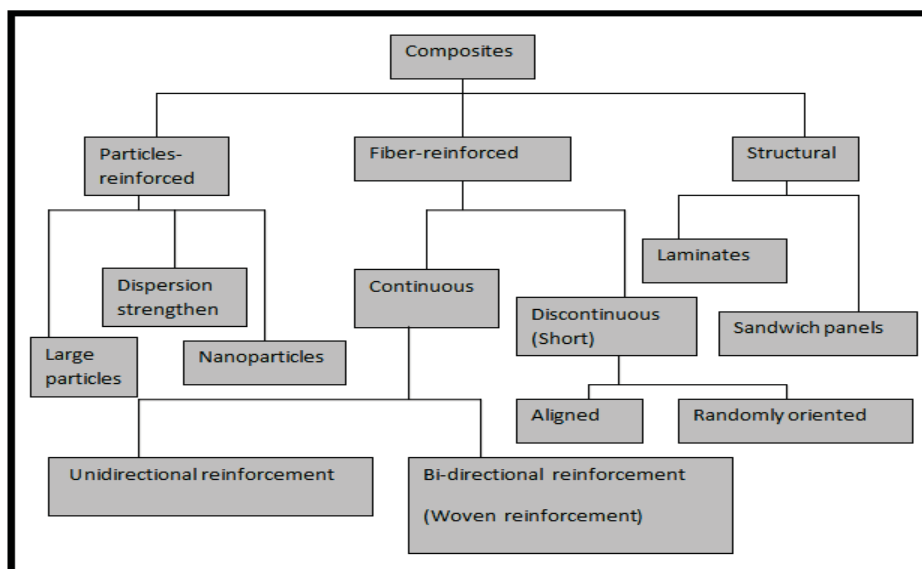 Composites
Particles-
reinforced
Fiber-reinforced
Structural
Laminates
Dispersion
strengthen
Continuous
Discontinuous
(Short)
Sandwich panels
Large
particles
Nanoparticles
Aligned
Randomly oriented
Unidirectional reinforcement
Bi-directional reinforcement
(Woven reinforcement)